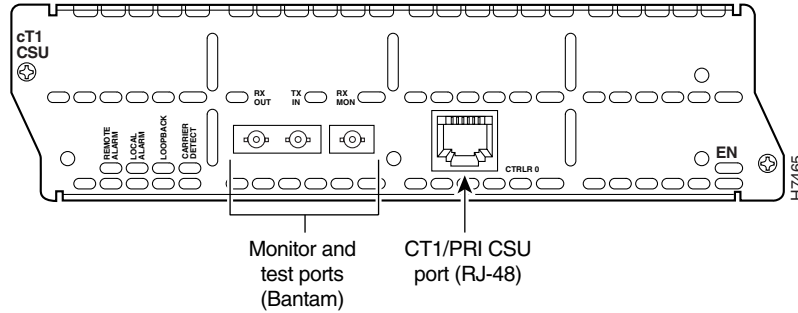 cT1
CSU
RX
OUT
TX
IN
RX
MON
REMOTE
ALARM
LOCAL
ALARM
LOOPBACK
CARRIER
DETECT
CTRLR 0
EN
H7465
Monitor and
test ports
(Bantam)
CT1/PRI CSU
port (RJ-48)